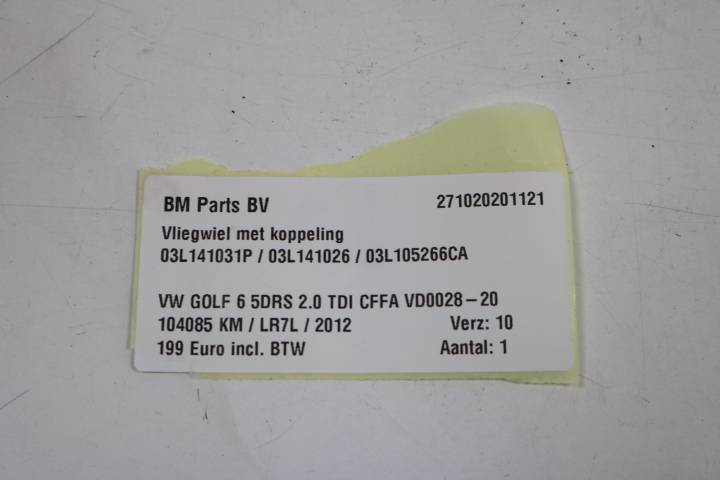 BM Parts BV 271020201121
Vliegwiel met koppeling
03L141031P / 03L141026 / 03L105266CA
VW GOLF 6 5DRS 2.0 TDI CFFA VD0028-20
104085 KM / LR7L / 2012 Verz: 10
199 Euro incl. BTW Aantal: 1